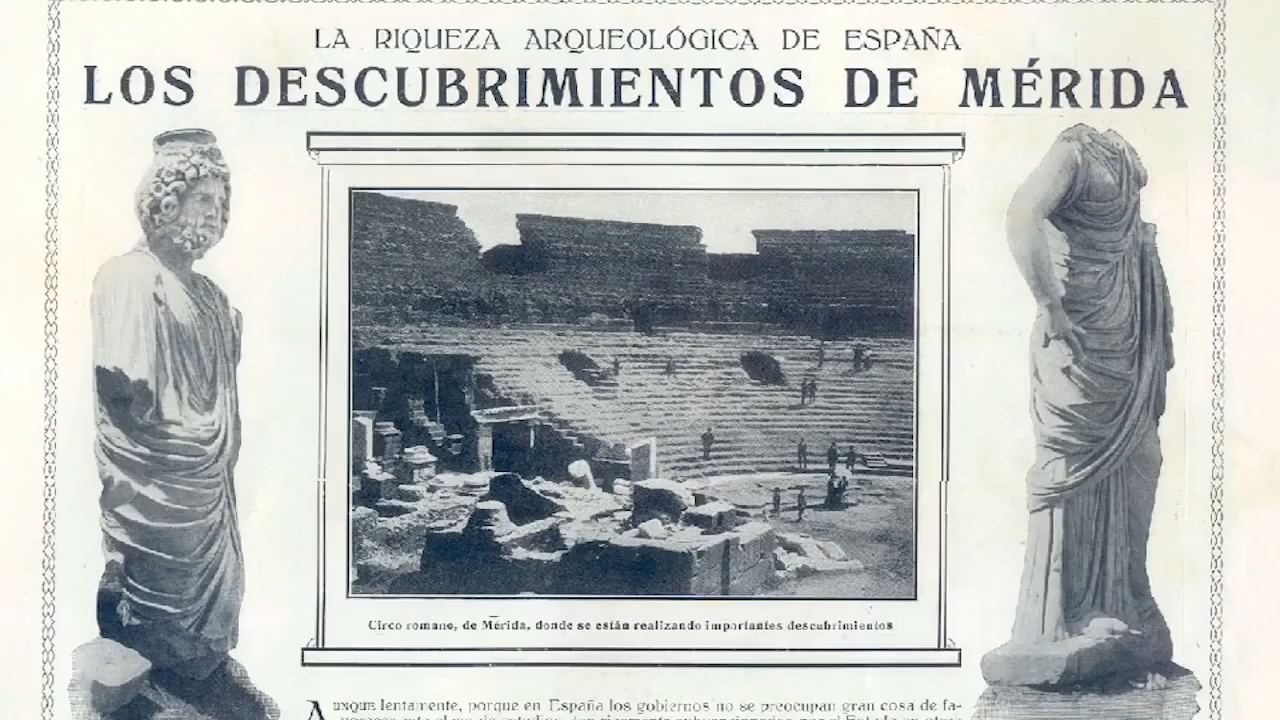 LA RIQUEZA ARQUEOLÓGICA DE ESPAÑA
LOS DESCUBRIMIENTOS DE MÉRIDA
Circo romano, de Mérida, donde se están realizando importantes descubrimientos
AUNQUE lentamente, porque en España los gobiernos no se preocupan gran cosa de fa-